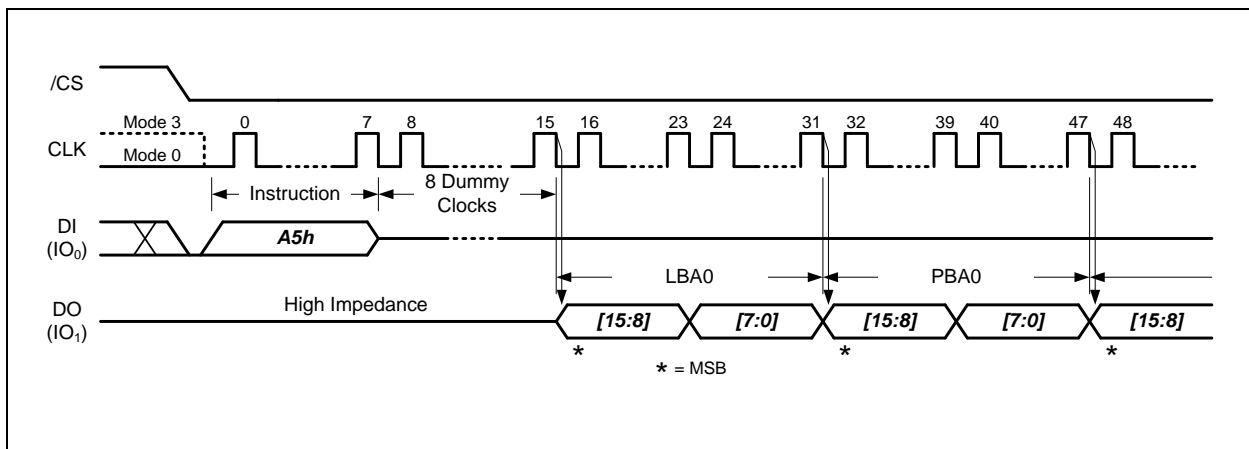 /CS
Mode 3
CLK
Mode 0
0 7 8 15 16 23 24 31 32 39 40 47 48
Instruction
8 Dummy
Clocks
DI
(IO0)
A5h
LBA0
PBA0
DO
(IO1)
High Impedance
[15:8] [7:0] [15:8] [7:0] [15:8]
* * *
* = MSB